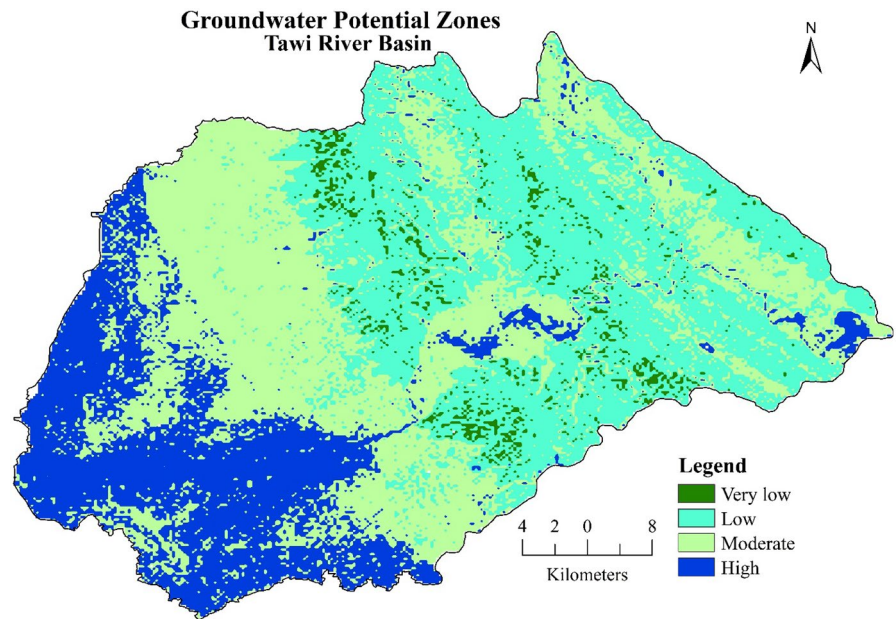 Groundwater Potential Zones
Tawi River Basin
N
Legend
Very low
Low
Moderate
High
4 2 0 8
Kilometers